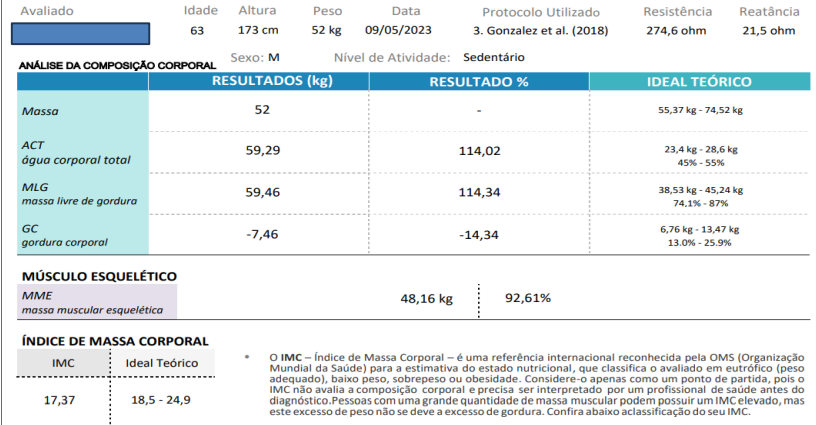 Avaliado Idade Altura Peso Data Protocolo Utilizado Resistência Reatância
63 173 cm 52 kg 09/05/2023 3. Gonzalez et al. (2018) 274,6 ohm 21,5 ohm
Sexo: M Nível de Atividade: Sedentário
ANÁLISE DA COMPOSIÇÃO CORPORAL
RESULTADOS (kg) RESULTADO % IDEAL TEÓRICO
Massa 52 - 55,37 kg - 74,52 kg
ACT
água corporal total
59,29 114,02
23,4 kg - 28,6 kg
45% - 55%
MLG
massa livre de gordura
59,46 114,34
38,53 kg - 45,24 kg
74.1% - 87%
GC
gordura corporal
-7,46 -14,34
6,76 kg - 13,47 kg
13.0% - 25.9%
MÚSCULO ESQUELÉTICO
MME
massa muscular esquelética
48,16 kg 92,61%
ÍNDICE DE MASSA CORPORAL
IMC Ideal Teórico
17,37 18,5 - 24,9
* O IMC – Índice de Massa Corporal – é uma referência internacional reconhecida pela OMS (Organização
Mundial da Saúde) para a estimativa do estado nutricional, que classifica o avaliado em eutrófico (peso
adequado), baixo peso, sobrepeso ou obesidade. Considere-o apenas como um ponto de partida, pois o
IMC não avalia a composição corporal e precisa ser interpretado por um profissional de saúde antes do
diagnóstico.Pessoas com uma grande quantidade de massa muscular podem possuir um IMC elevado, mas
este excesso de peso não se deve a excesso de gordura. Confira abaixo aclassificação do seu IMC.